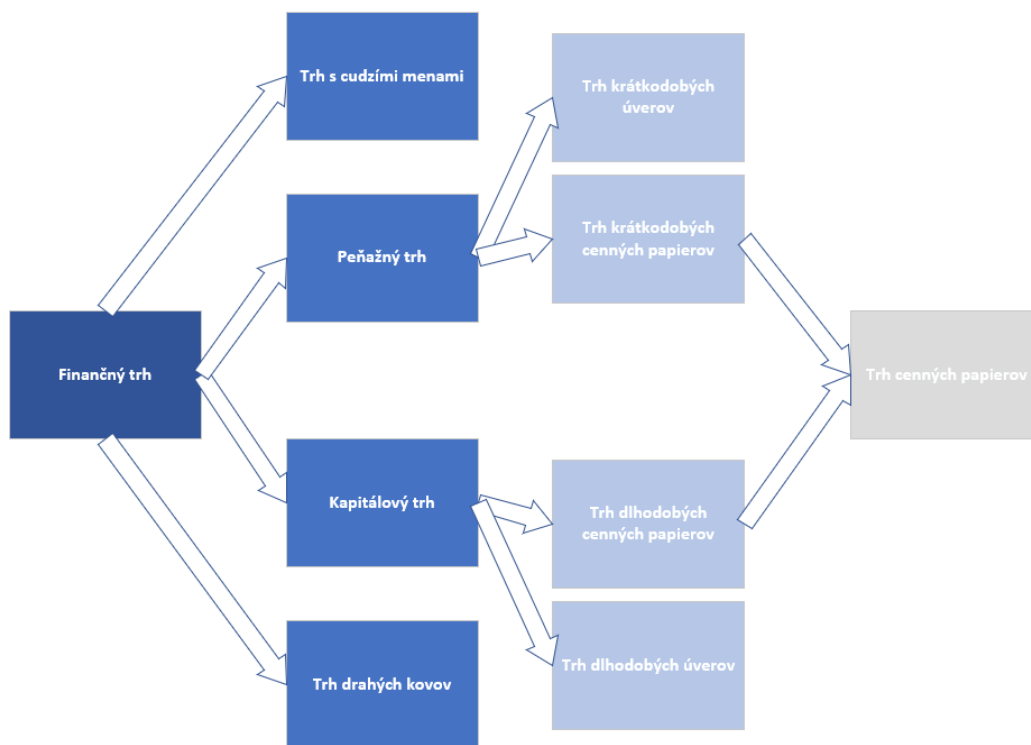 Trh s cudzími menami
Trh krátkodobých
úverov
Peňažný trh
Trh krátkodobých
cenných papierov
Finančný trh
Trh cenných papierov
Kapitálový trh
Trh dlhodobých
cenných papierov
Trh drahých kovov
Trh dlhodobých úverov